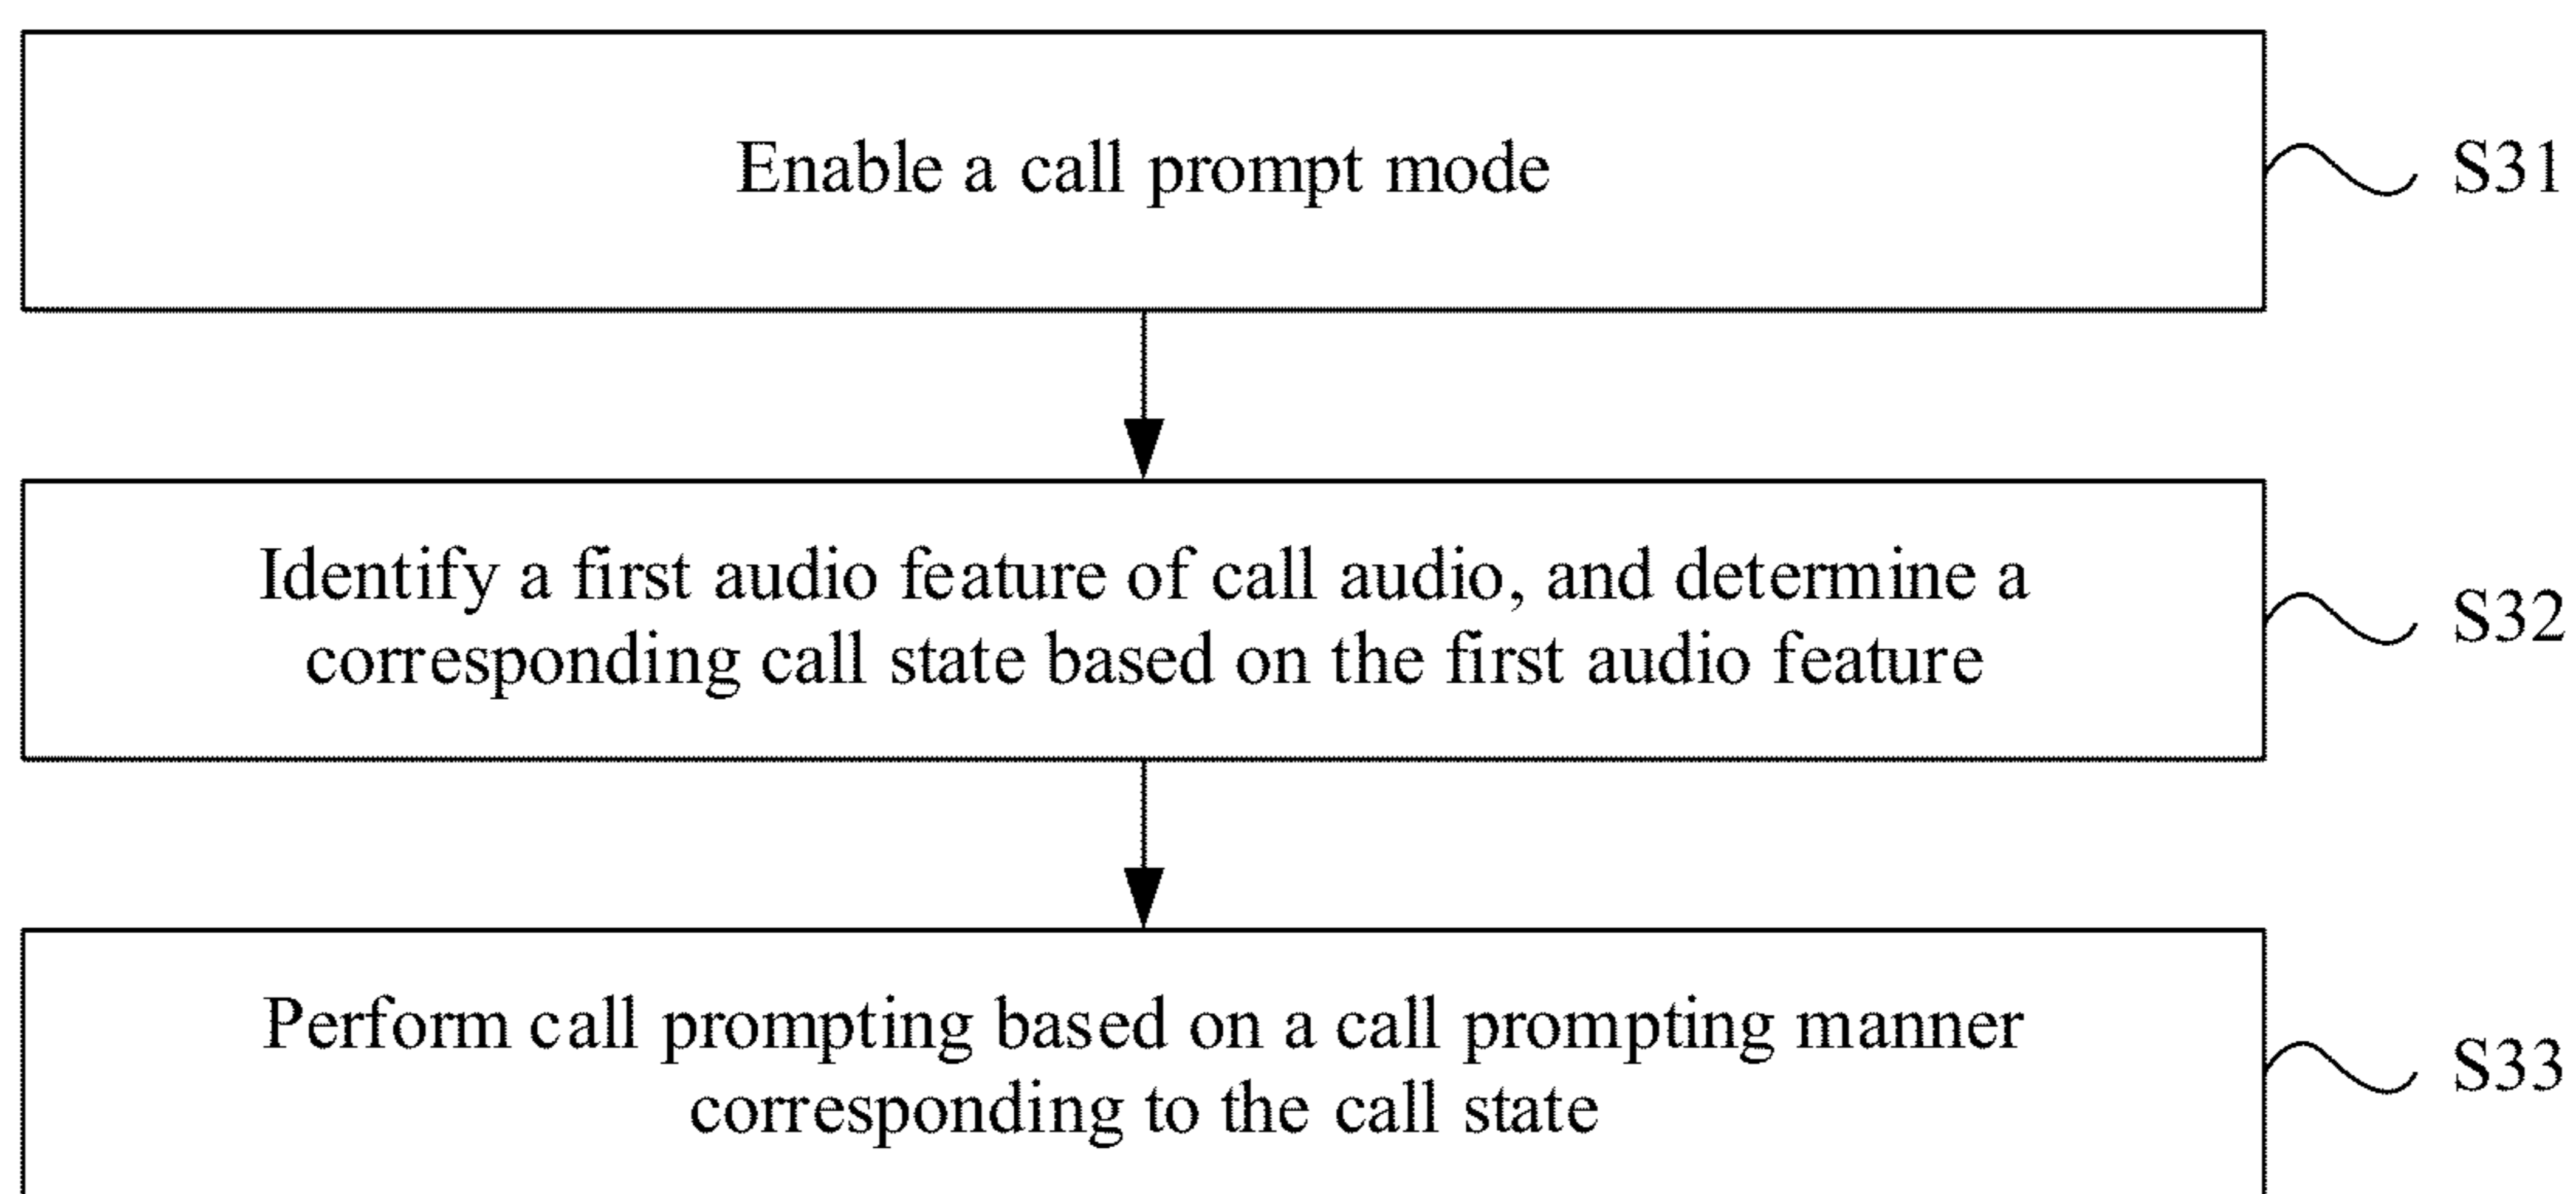 Enable a call prompt mode
S31
Identify a first audio feature of call audio, and determine a
corresponding call state based on the first audio feature
S32
Perform call prompting based on a call prompting manner
corresponding to the call state
S33